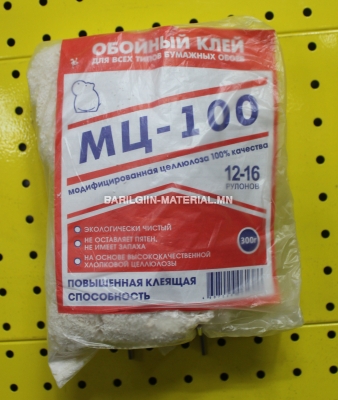 ОБОЙНЫЙ КЛЕЙ
ДЛЯ ВСЕХ ТИПОВ БУМАЖНЫХ ОБОЕВ
МЦ-100
модифицированная целлюлоза 100% качества
12-16
РУЛОНОВ
BARILGIIN-MATERIAL.MN
• ЭКОЛОГИЧЕСКИ ЧИСТЫЙ
• НЕ ОСТАВЛЯЕТ ПЯТЕН,
НЕ ИМЕЕТ ЗАПАХА
300г
• НА ОСНОВЕ ВЫСОКОКАЧЕСТВЕННОЙ
ХЛОПКОВОЙ ЦЕЛЛЮЛОЗЫ
ПОВЫШЕННАЯ КЛЕЯЩАЯ
СПОСОБНОСТЬ